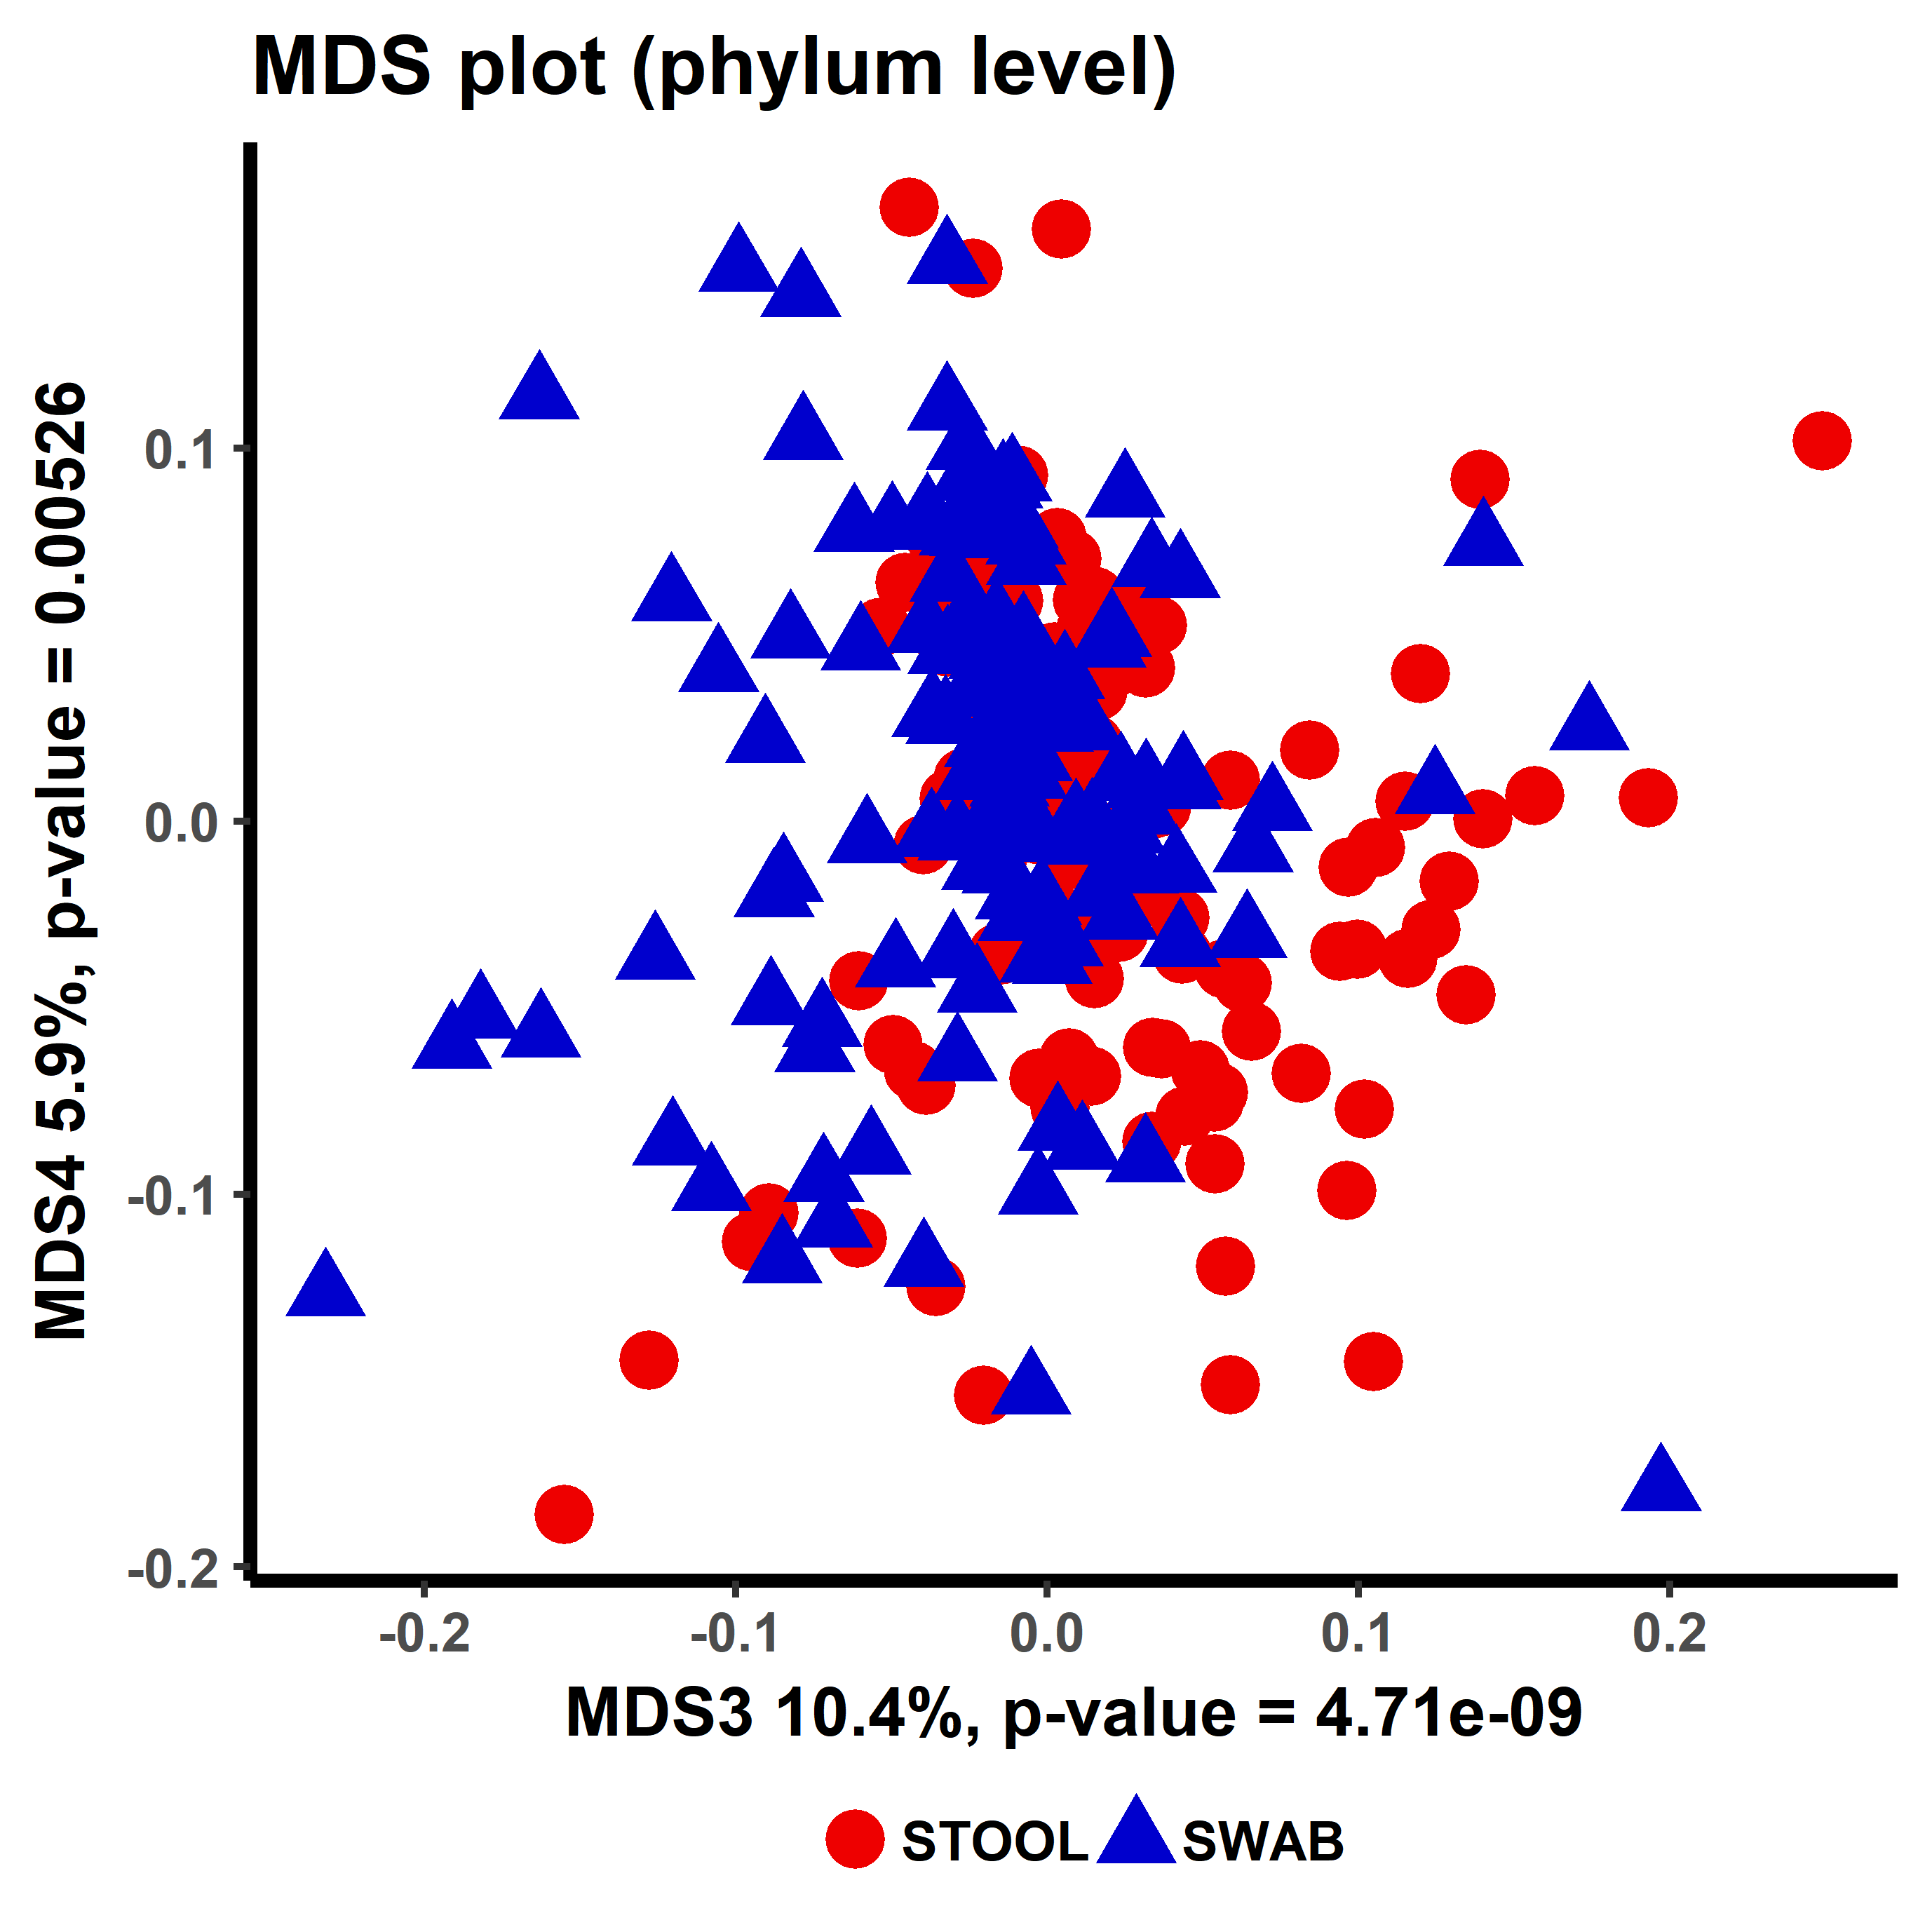 MDS plot (phylum level)
MDS4 5.9%, p-value = 0.00526
0.1
0.0
-0.1
-0.2
-0.2 -0.1 0.0 0.1 0.2
MDS3 10.4%, p-value = 4.71e-09
STOOL SWAB